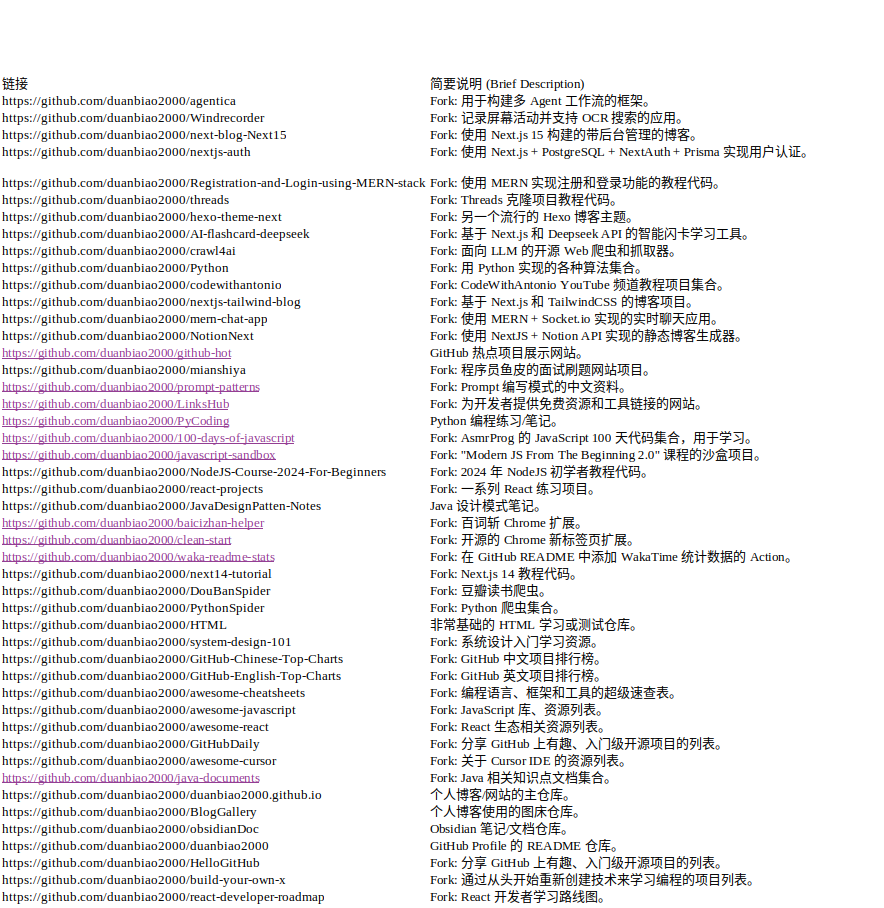 链接 简要说明 (Brief Description)
https://github.com/duanbiao2000/agentica Fork: 用于构建多 Agent 工作流的框架。
https://github.com/duanbiao2000/Windrecorder Fork: 记录屏幕活动并支持 OCR 搜索的应用。
https://github.com/duanbiao2000/next-blog-Next15 Fork: 使用 Next.js 15 构建的带后台管理的博客。
https://github.com/duanbiao2000/nextjs-auth Fork: 使用 Next.js + PostgreSQL + NextAuth + Prisma 实现用户认证。
https://github.com/duanbiao2000/Registration-and-Login-using-MERN-stack Fork: 使用 MERN 实现注册和登录功能的教程代码。
https://github.com/duanbiao2000/threads Fork: Threads 克隆项目教程代码。
https://github.com/duanbiao2000/hexo-theme-next Fork: 另一个流行的 Hexo 博客主题。
https://github.com/duanbiao2000/AI-flashcard-deepseek Fork: 基于 Next.js 和 Deepseek API 的智能闪卡学习工具。
https://github.com/duanbiao2000/crawl4ai Fork: 面向 LLM 的开源 Web 爬虫和抓取器。
https://github.com/duanbiao2000/Python Fork: 用 Python 实现的各种算法集合。
https://github.com/duanbiao2000/codewithantonio Fork: CodeWithAntonio YouTube 频道教程项目集合。
https://github.com/duanbiao2000/nextjs-tailwind-blog Fork: 基于 Next.js 和 TailwindCSS 的博客项目。
https://github.com/duanbiao2000/mern-chat-app Fork: 使用 MERN + Socket.io 实现的实时聊天应用。
https://github.com/duanbiao2000/NotionNext Fork: 使用 NextJS + Notion API 实现的静态博客生成器。
https://github.com/duanbiao2000/github-hot GitHub 热点项目展示网站。
https://github.com/duanbiao2000/mianshiya Fork: 程序员鱼皮的面试刷题网站项目。
https://github.com/duanbiao2000/prompt-patterns Fork: Prompt 编写模式的中文资料。
https://github.com/duanbiao2000/LinksHub Fork: 为开发者提供免费资源和工具链接的网站。
https://github.com/duanbiao2000/PyCoding Python 编程练习/笔记。
https://github.com/duanbiao2000/100-days-of-javascript Fork: AsmrProg 的 JavaScript 100 天代码集合，用于学习。
https://github.com/duanbiao2000/javascript-sandbox Fork: "Modern JS From The Beginning 2.0" 课程的沙盒项目。
https://github.com/duanbiao2000/NodeJS-Course-2024-For-Beginners Fork: 2024 年 NodeJS 初学者教程代码。
https://github.com/duanbiao2000/react-projects Fork: 一系列 React 练习项目。
https://github.com/duanbiao2000/JavaDesignPatten-Notes Java 设计模式笔记。
https://github.com/duanbiao2000/baicizhan-helper Fork: 百词斩 Chrome 扩展。
https://github.com/duanbiao2000/clean-start Fork: 开源的 Chrome 新标签页扩展。
https://github.com/duanbiao2000/waka-readme-stats Fork: 在 GitHub README 中添加 WakaTime 统计数据的 Action。
https://github.com/duanbiao2000/next14-tutorial Fork: Next.js 14 教程代码。
https://github.com/duanbiao2000/DouBanSpider Fork: 豆瓣读书爬虫。
https://github.com/duanbiao2000/PythonSpider Fork: Python 爬虫集合。
https://github.com/duanbiao2000/HTML 非常基础的 HTML 学习或测试仓库。
https://github.com/duanbiao2000/system-design-101 Fork: 系统设计入门学习资源。
https://github.com/duanbiao2000/GitHub-Chinese-Top-Charts Fork: GitHub 中文项目排行榜。
https://github.com/duanbiao2000/GitHub-English-Top-Charts Fork: GitHub 英文项目排行榜。
https://github.com/duanbiao2000/awesome-cheatsheets Fork: 编程语言、框架和工具的超级速查表。
https://github.com/duanbiao2000/awesome-javascript Fork: JavaScript 库、资源列表。
https://github.com/duanbiao2000/awesome-react Fork: React 生态相关资源列表。
https://github.com/duanbiao2000/GitHubDaily Fork: 分享 GitHub 上有趣、入门级开源项目的列表。
https://github.com/duanbiao2000/awesome-cursor Fork: 关于 Cursor IDE 的资源列表。
https://github.com/duanbiao2000/java-documents Fork: Java 相关知识点文档集合。
https://github.com/duanbiao2000/duanbiao2000.github.io 个人博客/网站的主仓库。
https://github.com/duanbiao2000/BlogGallery 个人博客使用的图床仓库。
https://github.com/duanbiao2000/obsidianDoc Obsidian 笔记/文档仓库。
https://github.com/duanbiao2000/duanbiao2000 GitHub Profile 的 README 仓库。
https://github.com/duanbiao2000/HelloGitHub Fork: 分享 GitHub 上有趣、入门级开源项目的列表。
https://github.com/duanbiao2000/build-your-own-x Fork: 通过从头开始重新创建技术来学习编程的项目列表。
https://github.com/duanbiao2000/react-developer-roadmap Fork: React 开发者学习路线图。